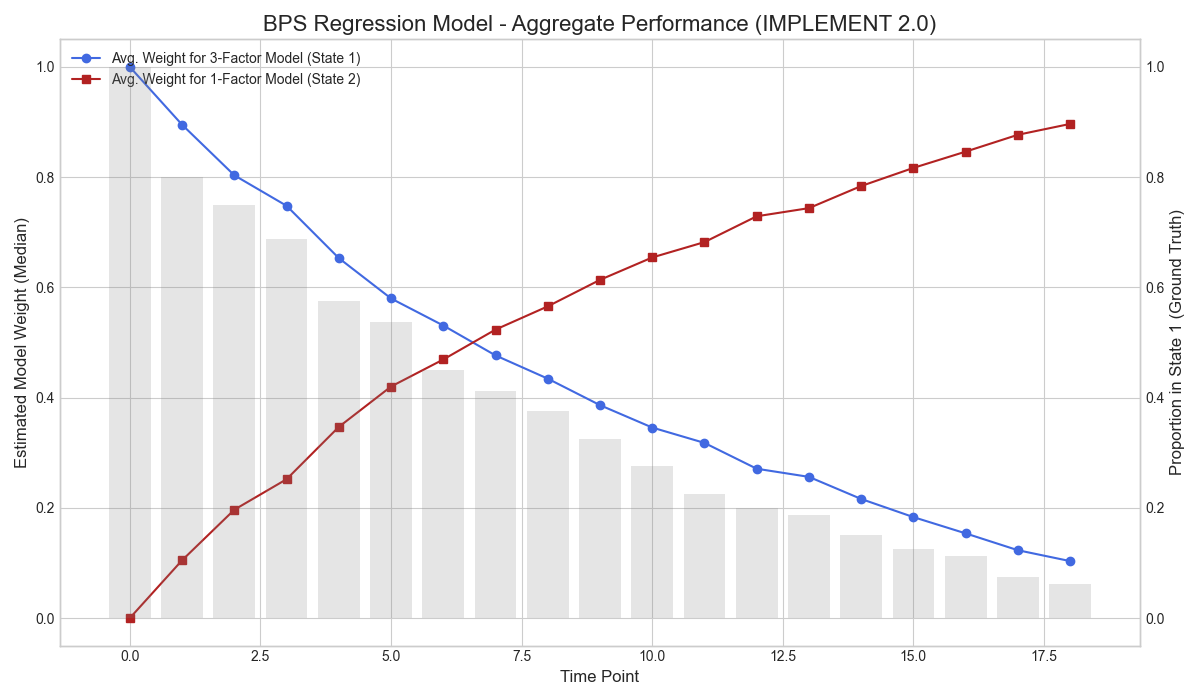 BPS Regression Model - Aggregate Performance (IMPLEMENT 2.0)
Avg. Weight for 3-Factor Model (State 1)
Avg. Weight for 1-Factor Model (State 2)
Estimated Model Weight (Median)
1.0
0.8
0.6
0.4
0.2
0.0
1.0
0.8
0.6
0.4
0.2
0.0
Proportion in State 1 (Ground Truth)
0.0 2.5 5.0 7.5 10.0 12.5 15.0 17.5
Time Point